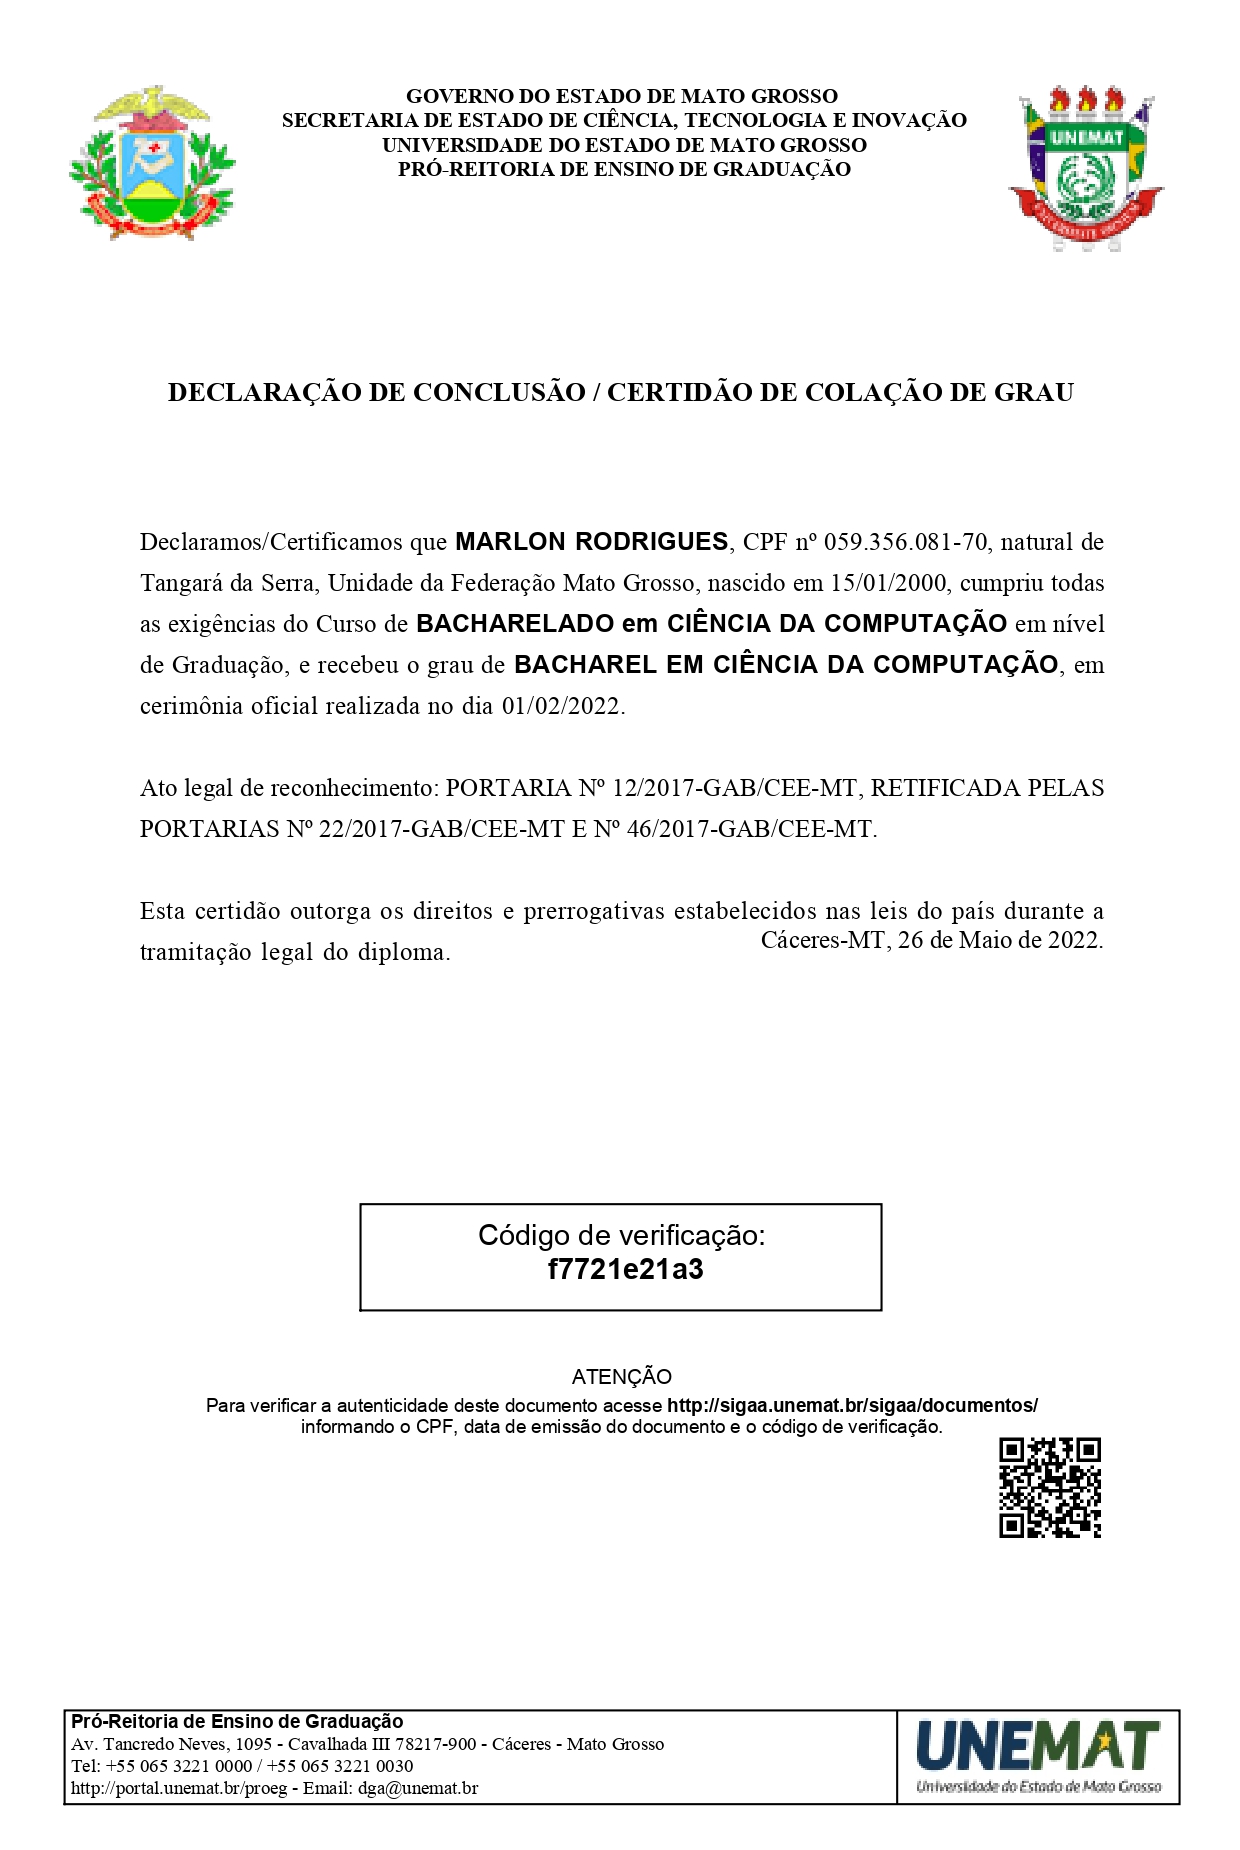 GOVERNO DO ESTADO DE MATO GROSSO
SECRETARIA DE ESTADO DE CIÊNCIA, TECNOLOGIA E INOVAÇÃO
UNIVERSIDADE DO ESTADO DE MATO GROSSO
PRÓ-REITORIA DE ENSINO DE GRADUAÇÃO
UNEMAT
DECLARAÇÃO DE CONCLUSÃO / CERTIDÃO DE COLAÇÃO DE GRAU
Declaramos/Certificamos que MARLON RODRIGUES, CPF nº 059.356.081-70, natural de
Tangará da Serra, Unidade da Federação Mato Grosso, nascido em 15/01/2000, cumpriu todas
as exigências do Curso de BACHARELADO em CIÊNCIA DA COMPUTAÇÃO em nível
de Graduação, e recebeu o grau de BACHAREL EM CIÊNCIA DA COMPUTAÇÃO, em
cerimônia oficial realizada no dia 01/02/2022.
Ato legal de reconhecimento: PORTARIA Nº 12/2017-GAB/CEE-MT, RETIFICADA PELAS
PORTARIAS Nº 22/2017-GAB/CEE-MT E Nº 46/2017-GAB/CEE-MT.
Esta certidão outorga os direitos e prerrogativas estabelecidos nas leis do país durante a
tramitação legal do diploma.
Cáceres-MT, 26 de Maio de 2022.
Código de verificação:
f7721e21a3
ATENÇÃO
Para verificar a autenticidade deste documento acesse http://sigaa.unemat.br/sigaa/documentos/
informando o CPF, data de emissão do documento e o código de verificação.
Pró-Reitoria de Ensino de Graduação
Av. Tancredo Neves, 1095 - Cavalhada III 78217-900 - Cáceres - Mato Grosso
Tel: +55 065 3221 0000 / +55 065 3221 0030
http://portal.unemat.br/proeg - Email: dga@unemat.br
UNEMAT
Universidade do Estado de Mato Grosso